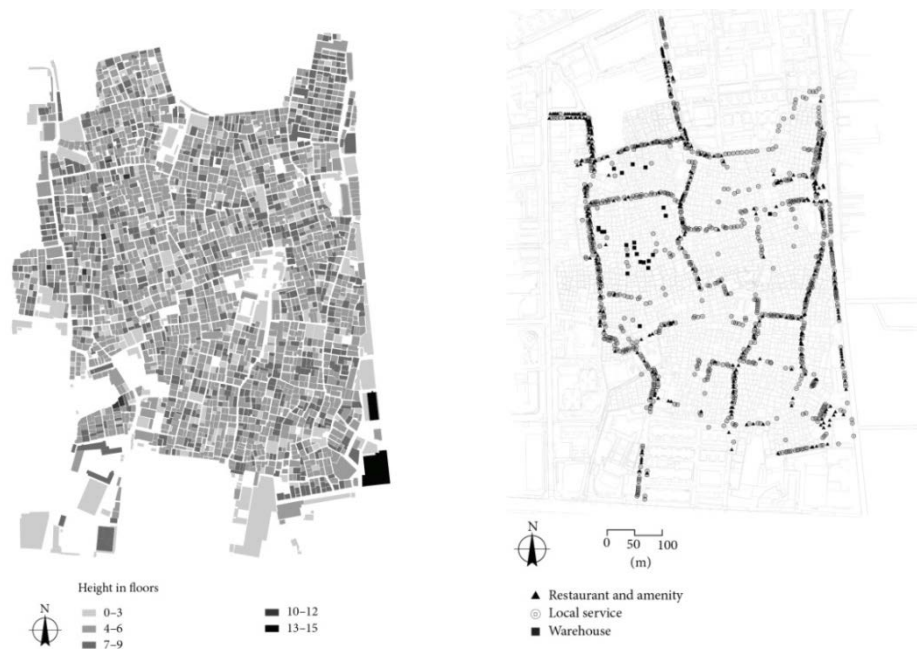 Height in floors
N
0–3
4–6
7–9
10–12
13–15
N
0 50 100
(m)
Restaurant and amenity
Local service
Warehouse